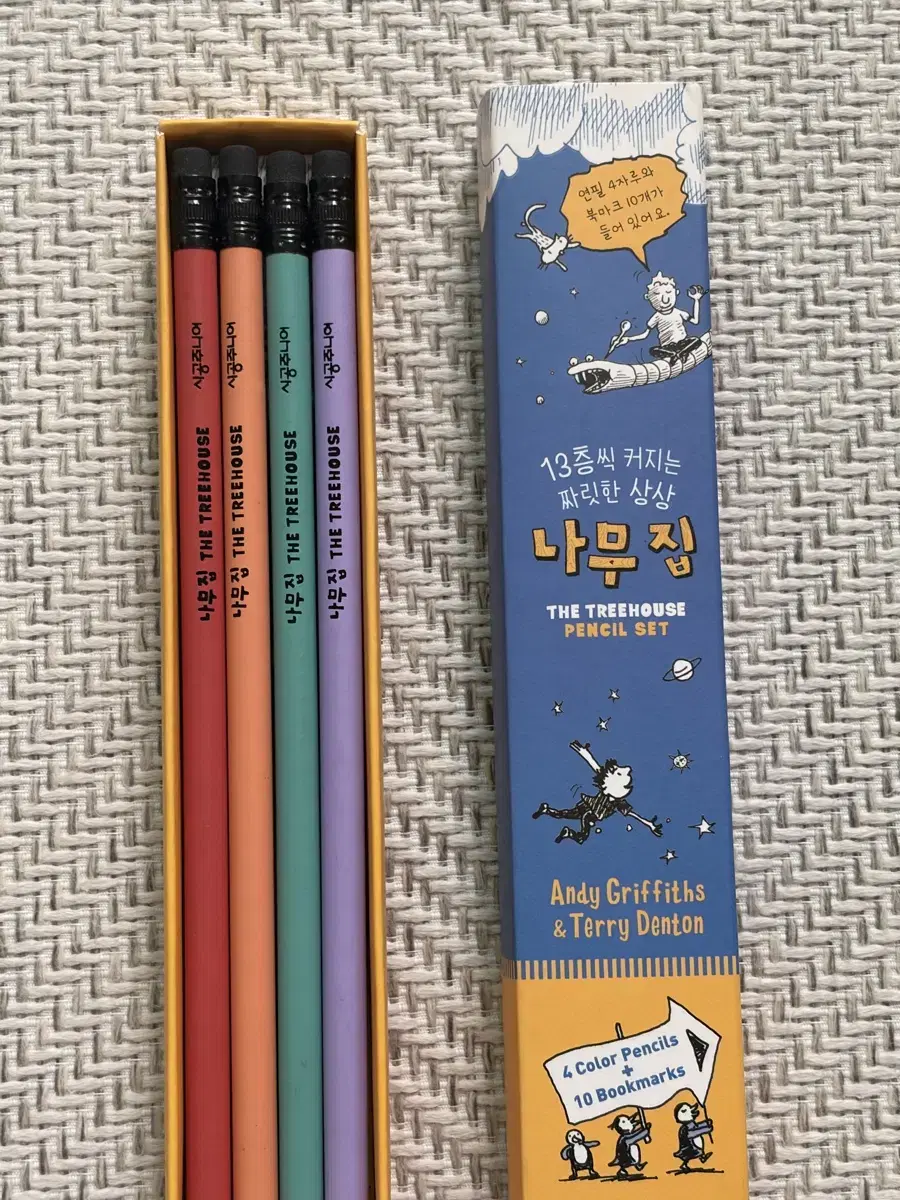 시공주니어
나무집 THE TREEHOUSE
시공주니어
나무집 THE TREEHOUSE
시공주니어
나무집 THE TREEHOUSE
시공주니어
나무집 THE TREEHOUSE
연필 4자루와
북마크 10개가
들어 있어요.
13층씩 커지는
짜릿한 상상
나무 집
THE TREEHOUSE
PENCIL SET
Andy Griffiths
& Terry Denton
4 Color Pencils
+
10 Bookmarks